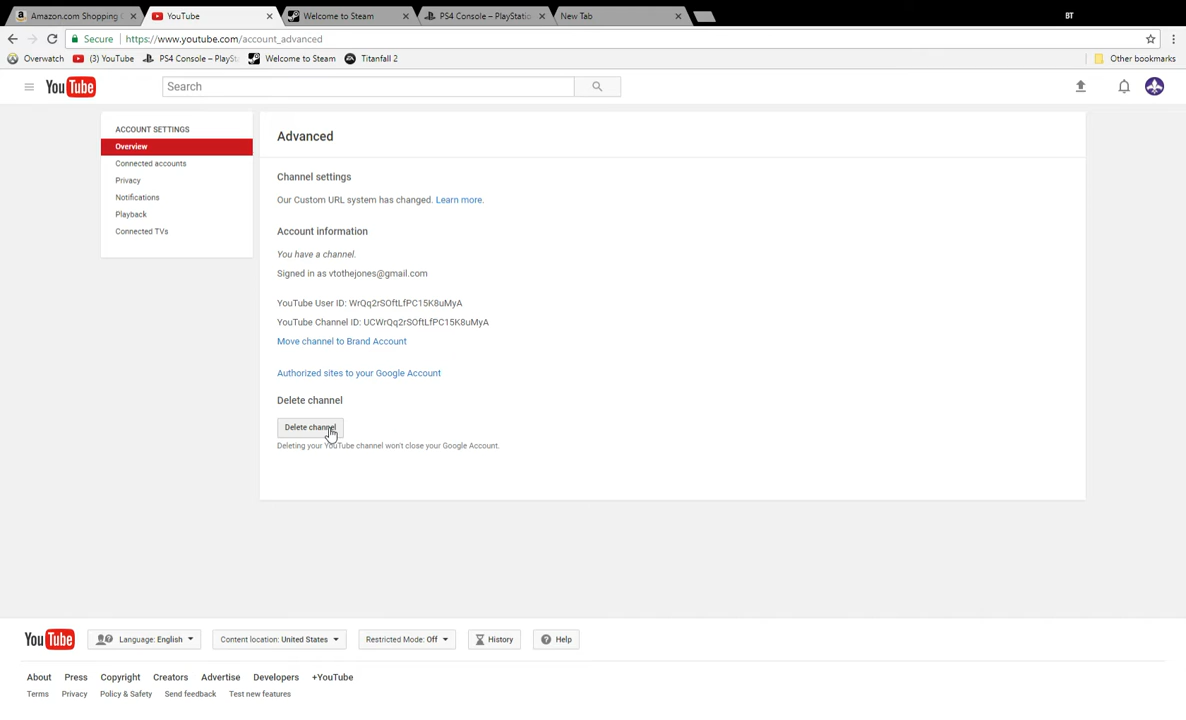 Amazon.com Shopping C
YouTube
Welcome to Steam
PS4 Console – PlayStatio
New Tab
BT
Secure
https://www.youtube.com/account_advanced
Overwatch
(3) YouTube
PS4 Console – PlaySt
Welcome to Steam
Titanfall 2
Other bookmarks
YouTube
Search
ACCOUNT SETTINGS
Overview
Connected accounts
Privacy
Notifications
Playback
Connected TVs
Advanced
Channel settings
Our Custom URL system has changed. Learn more.
Account information
You have a channel.
Signed in as vtothejones@gmail.com
YouTube User ID: WrQq2rSOftLfPC15K8uMyA
YouTube Channel ID: UCWrQq2rSOftLfPC15K8uMyA
Move channel to Brand Account
Authorized sites to your Google Account
Delete channel
Delete channel
Deleting your YouTube channel won't close your Google Account.
YouTube
Language: English
Content location: United States
Restricted Mode: Off
History
Help
About Press Copyright Creators Advertise Developers +YouTube
Terms Privacy Policy & Safety Send feedback Test new features